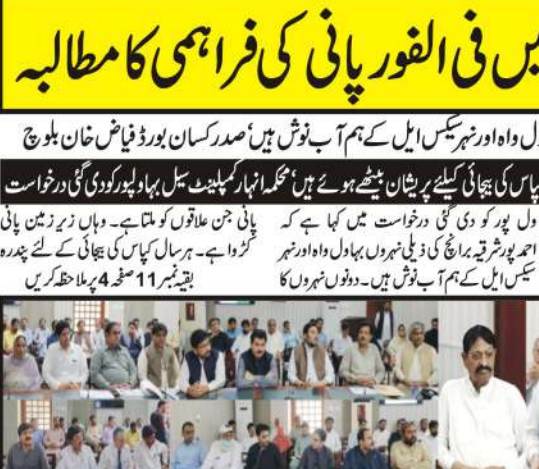 فی الفور پانی کی فراہمی کا مطالبہ
ول واہ اور نہر سیکس ایل کے ہم آب نوش ہیں‘ صدر کسان بورڈ فیاض خان بلوچ
پاس کی بیجائی کیلئے پریشان بیٹھے ہوئے ہیں‘ محکمہ انہار کمپلینٹ سیل بہاولپور کو دی گئی درخواست
ول پور کو دی گئی درخواست میں کہا ہے کہ
احمد پور شرقیہ برانچ کی ذیلی نہروں بہاول واہ اور نہر
سیکس ایل کے ہم آب نوش ہیں۔ دونوں نہروں کا
پانی جن علاقوں کو ملتا ہے۔ وہاں زیر زمین پانی
کڑوا ہے۔ ہر سال کپاس کی بیجائی کے لئے پندرہ
بقیہ نمبر 11 صفحہ 4 پر ملاحظہ کریں